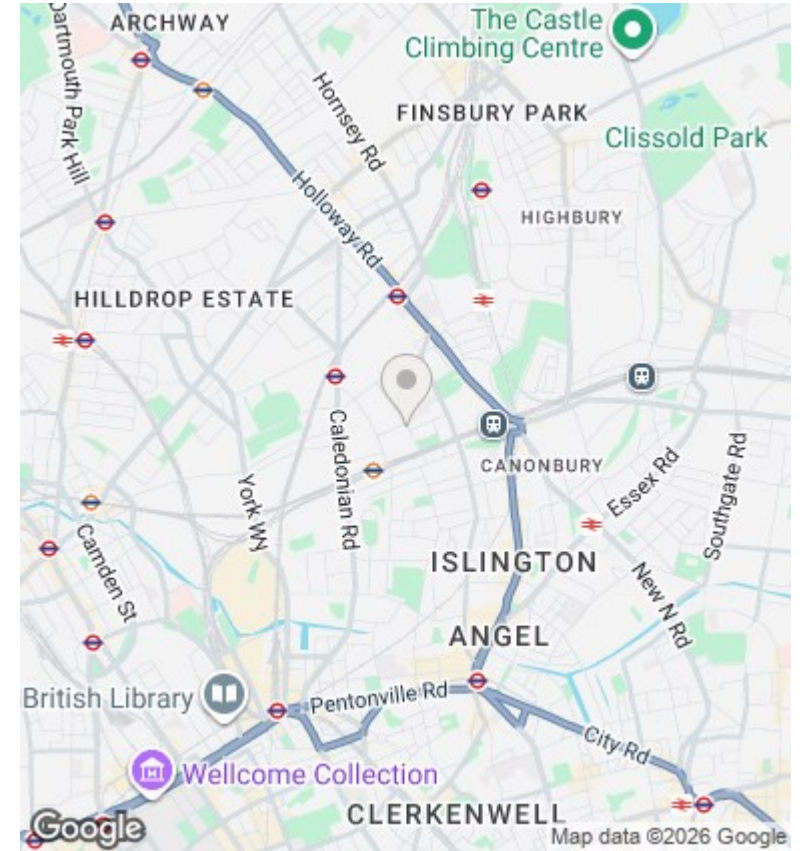 ARCHWAY
The Castle
Climbing Centre
Dartmouth Park Hill
Hornsey Rd
FINSBURY PARK
Clissold Park
Holloway Rd
HIGHBURY
HILLDROP ESTATE
Caledonian Rd
CANONBURY
York WY
Essex Rd
Southgate Rd
Camden St
ISLINGTON
New N Rd
ANGEL
British Library
Pentonville Rd
City Rd
Wellcome Collection
CLERKENWELL
Google
Map data ©2026 Google